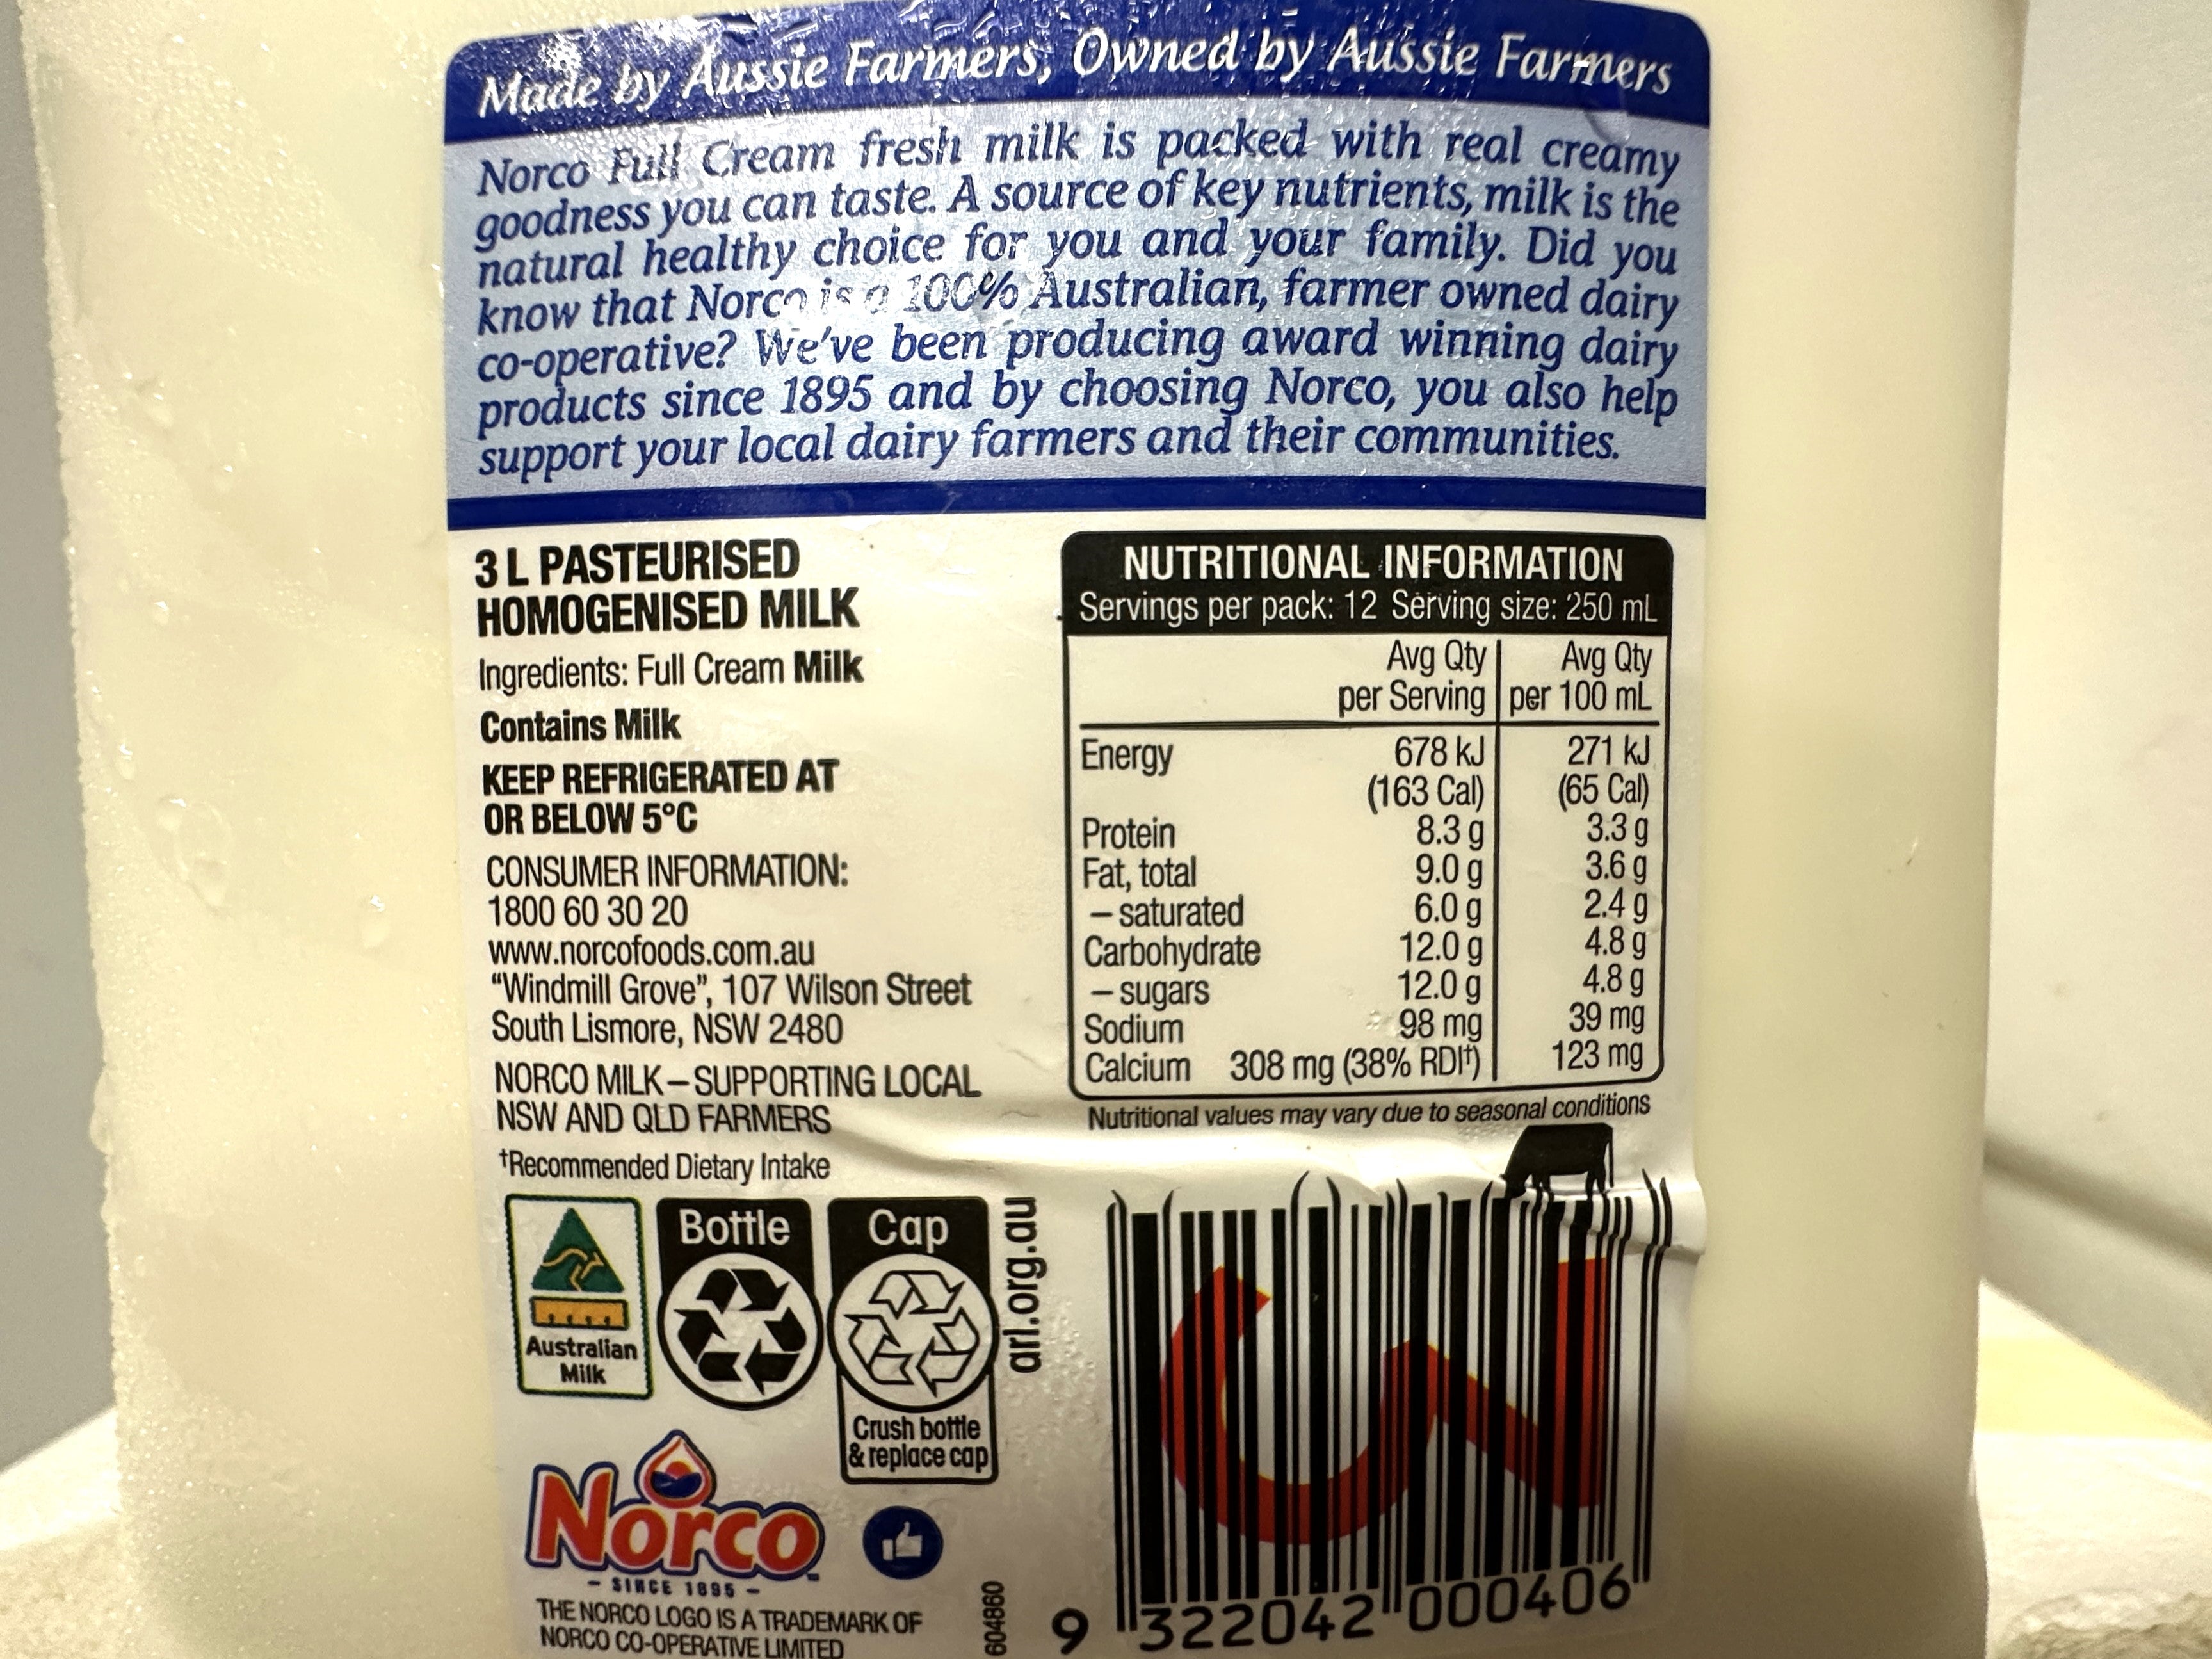 Made by Aussie Farmers, Owned by Aussie Farmers
Norco Full Cream fresh milk is packed with real creamy
goodness you can taste. A source of key nutrients, milk is the
natural healthy choice for you and your family. Did you
know that Norco is a 100% Australian, farmer owned dairy
co-operative? We've been producing award winning dairy
products since 1895 and by choosing Norco, you also help
support your local dairy farmers and their communities.
3 L PASTEURISED
HOMOGENISED MILK
Ingredients: Full Cream Milk
Contains Milk
KEEP REFRIGERATED AT
OR BELOW 5°C
CONSUMER INFORMATION:
1800 60 30 20
www.norcofoods.com.au
“Windmill Grove”, 107 Wilson Street
South Lismore, NSW 2480
NORCO MILK – SUPPORTING LOCAL
NSW AND QLD FARMERS
†Recommended Dietary Intake
NUTRITIONAL INFORMATION
Servings per pack: 12 Serving size: 250 mL
Avg Qty Avg Qty
per Serving per 100 mL
Energy 678 kJ 271 kJ
(163 Cal) (65 Cal)
Protein 8.3 g 3.3 g
Fat, total 9.0 g 3.6 g
– saturated 6.0 g 2.4 g
Carbohydrate 12.0 g 4.8 g
– sugars 12.0 g 4.8 g
Sodium 98 mg 39 mg
Calcium 308 mg (38% RDI†) 123 mg
Nutritional values may vary due to seasonal conditions
Australian
Milk
Bottle
Cap
Crush bottle
& replace cap
arl.org.au
Norco
– SINCE 1895 –
THE NORCO LOGO IS A TRADEMARK OF
NORCO CO-OPERATIVE LIMITED
604860
9 322042 000406